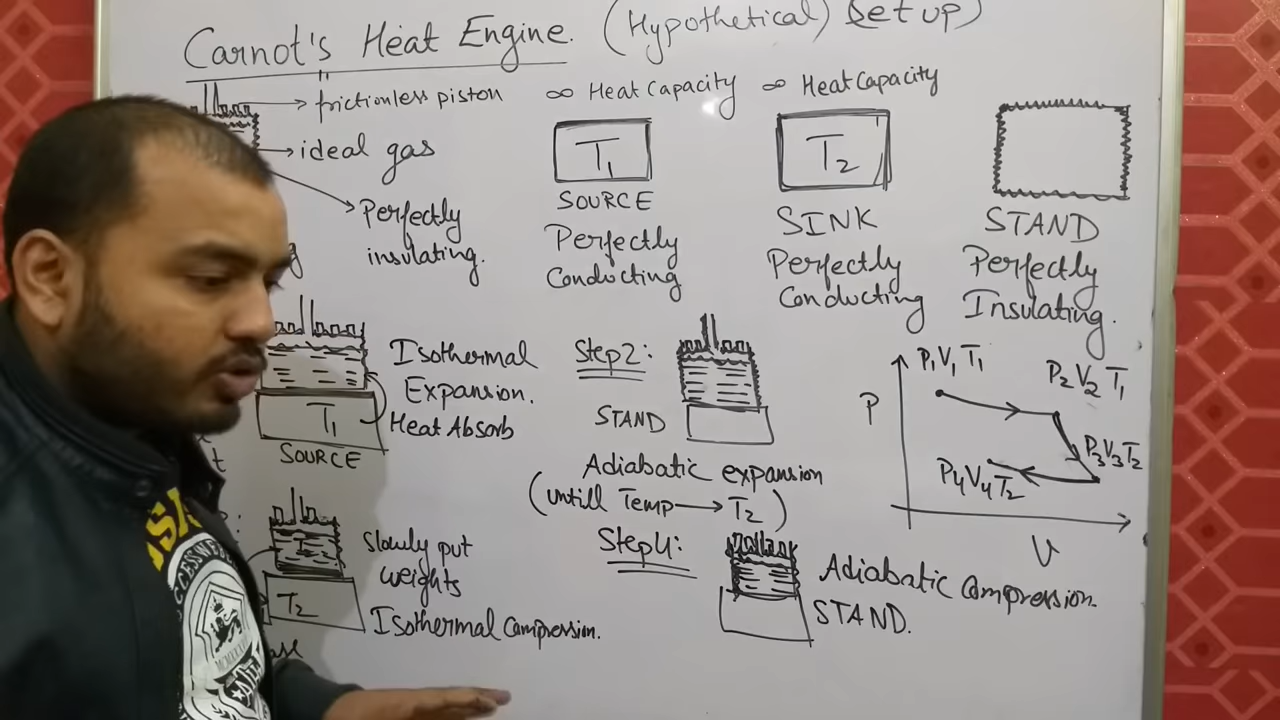 Carnot's Heat Engine. (Hypothetical) Set up)
frictionless piston
ideal gas
Perfectly
insulating.
∞ Heat Capacity
T1
SOURCE
Perfectly
Conducting
∞ Heat Capacity
T2
SINK
Perfectly
Conducting
STAND
Perfectly
Insulating.
Isothermal
Expansion.
Heat Absorb
T1
SOURCE
Step2:
STAND
Adiabatic expansion
(untill Temp → T2)
P
P1V1T1
P2V2T1
P3V3T2
P4V4T2
V
Slowly put
weights
T2
Isothermal Compression.
Step4:
Adiabatic Compression.
STAND.